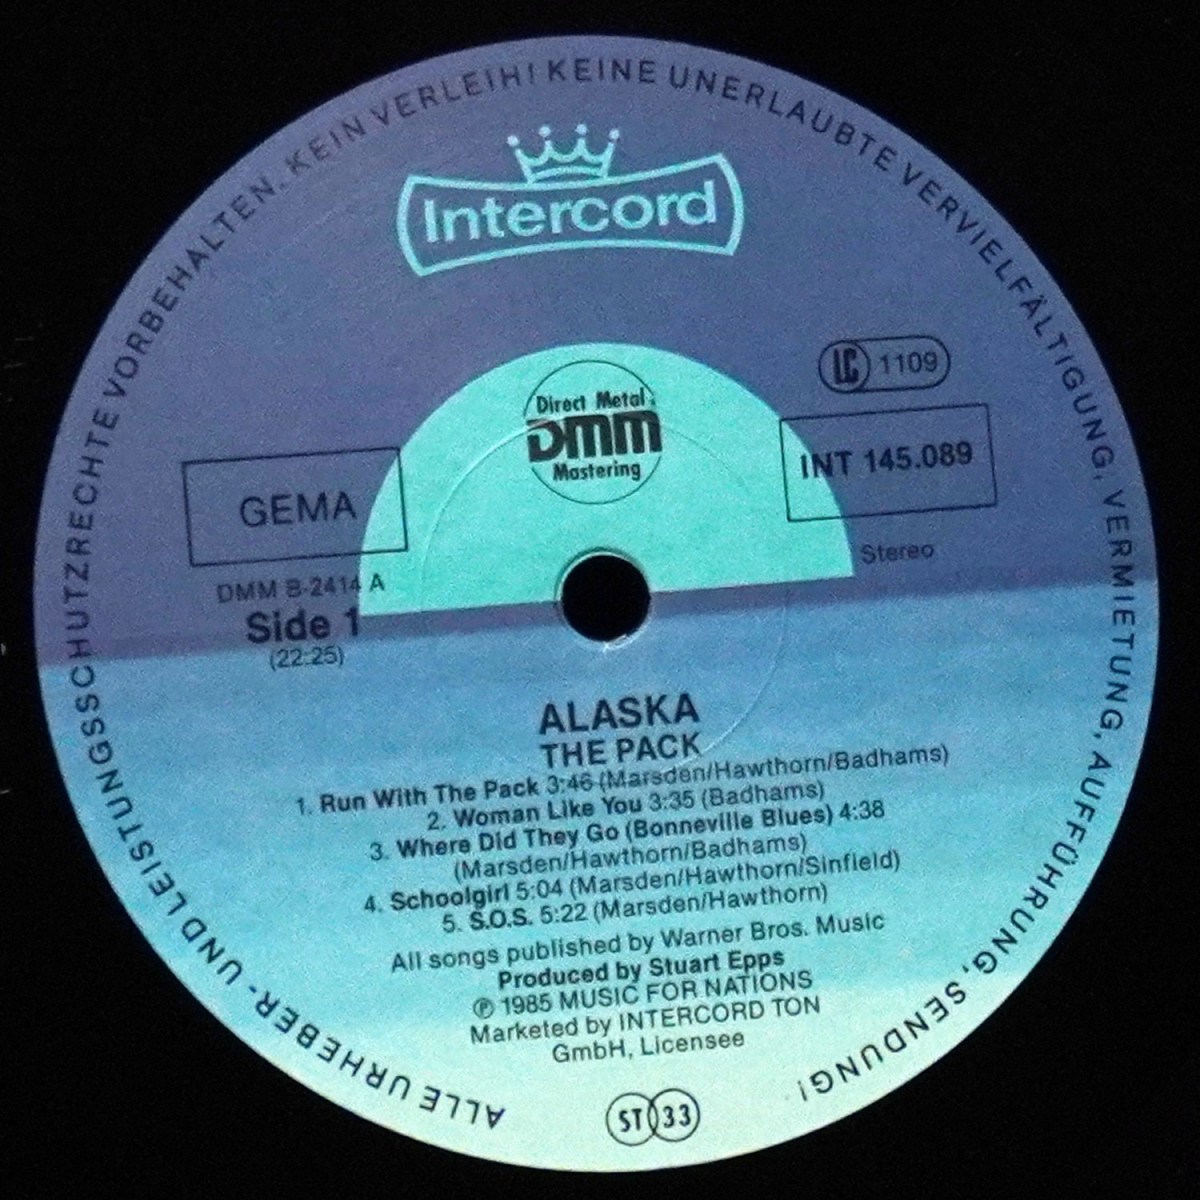 ALLE URHEBER- UND LEISTUNGSSCHUTZRECHTE VORBEHALTEN. KEIN VERLEIH! KEINE UNERLAUBTE VERVIELFÄLTIGUNG, VERMIETUNG, AUFFÜHRUNG, SENDUNG!
Intercord
LC 1109
Direct Metal
DMM
Mastering
GEMA
INT 145.089
Stereo
DMM B-2414 A
Side 1
(22:25)
ALASKA
THE PACK
1. Run With The Pack 3:46 (Marsden/Hawthorn/Badhams)
2. Woman Like You 3:35 (Badhams)
3. Where Did They Go (Bonneville Blues) 4:38
(Marsden/Hawthorn/Badhams)
4. Schoolgirl 5:04 (Marsden/Hawthorn/Sinfield)
5. S.O.S. 5:22 (Marsden/Hawthorn)
All songs published by Warner Bros. Music
Produced by Stuart Epps
℗ 1985 MUSIC FOR NATIONS
Marketed by INTERCORD TON
GmbH, Licensee
ST 33